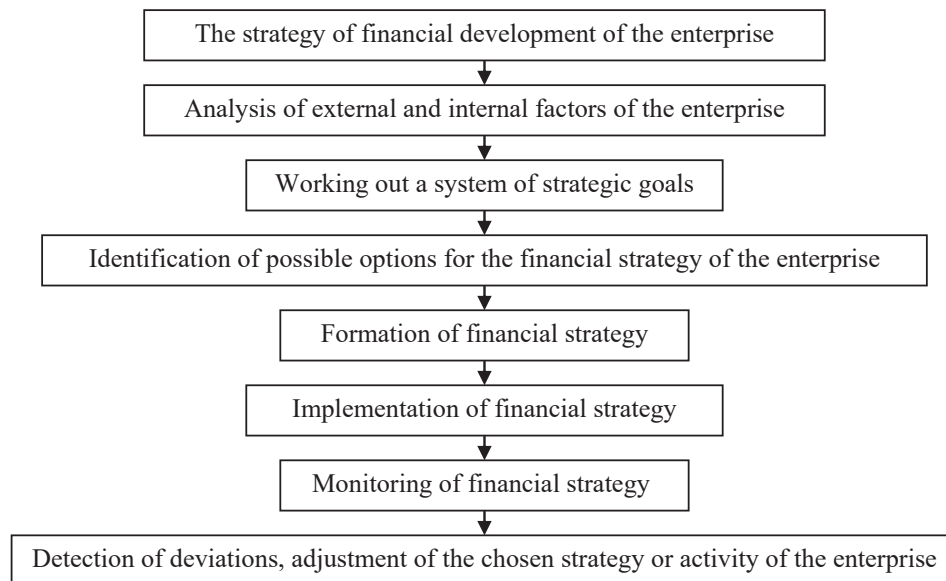 The strategy of financial development of the enterprise
Analysis of external and internal factors of the enterprise
Working out a system of strategic goals
Identification of possible options for the financial strategy of the enterprise
Formation of financial strategy
Implementation of financial strategy
Monitoring of financial strategy
Detection of deviations, adjustment of the chosen strategy or activity of the enterprise